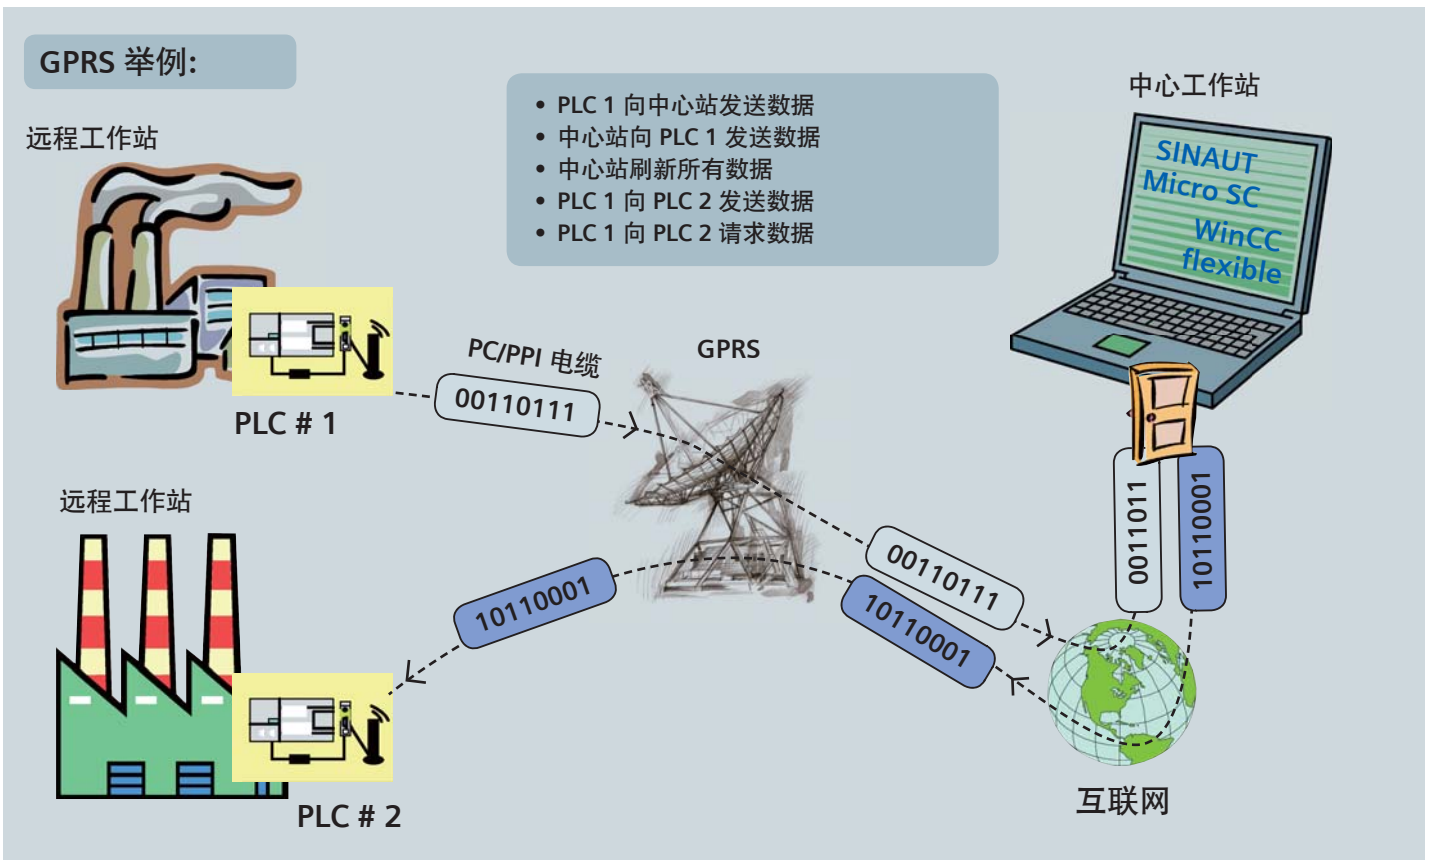 GPRS 举例:
远程工作站
• PLC 1 向中心站发送数据
• 中心站向 PLC 1 发送数据
• 中心站刷新所有数据
• PLC 1 向 PLC 2 发送数据
• PLC 1 向 PLC 2 请求数据
中心工作站
SINAUT
Micro SC
WinCC
flexible
PC/PPI 电缆
00110111
GPRS
PLC # 1
远程工作站
10110001
00110111
10110001
0011011
10110001
PLC # 2
互联网